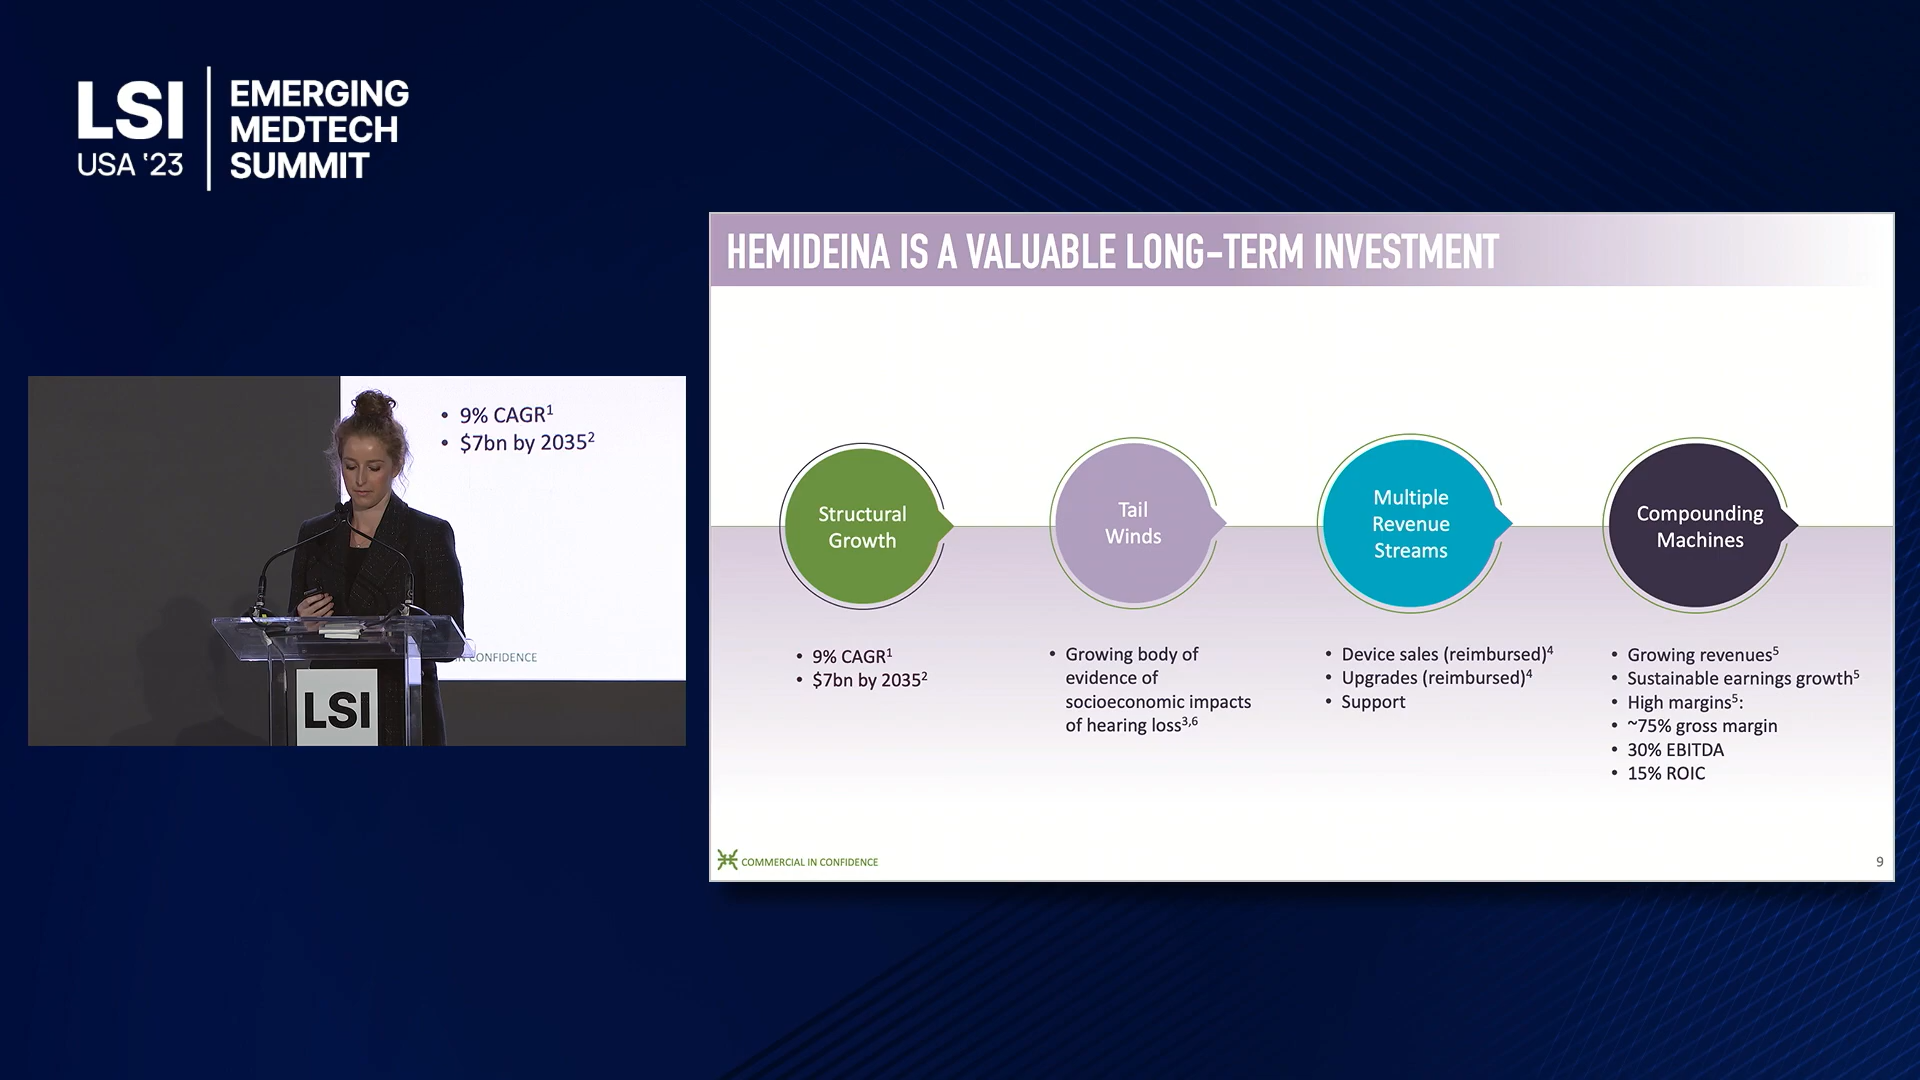 LSI
USA '23
EMERGING
MEDTECH
SUMMIT
HEMIDEINA IS A VALUABLE LONG-TERM INVESTMENT
Structural
Growth
• 9% CAGR¹
• $7bn by 2035²
Tail
Winds
• Growing body of
evidence of
socioeconomic impacts
of hearing loss³,⁶
Multiple
Revenue
Streams
• Device sales (reimbursed)⁴
• Upgrades (reimbursed)⁴
• Support
Compounding
Machines
• Growing revenues⁵
• Sustainable earnings growth⁵
• High margins⁵:
• ~75% gross margin
• 30% EBITDA
• 15% ROIC
COMMERCIAL IN CONFIDENCE
9
• 9% CAGR¹
• $7bn by 2035²
IN CONFIDENCE
LSI